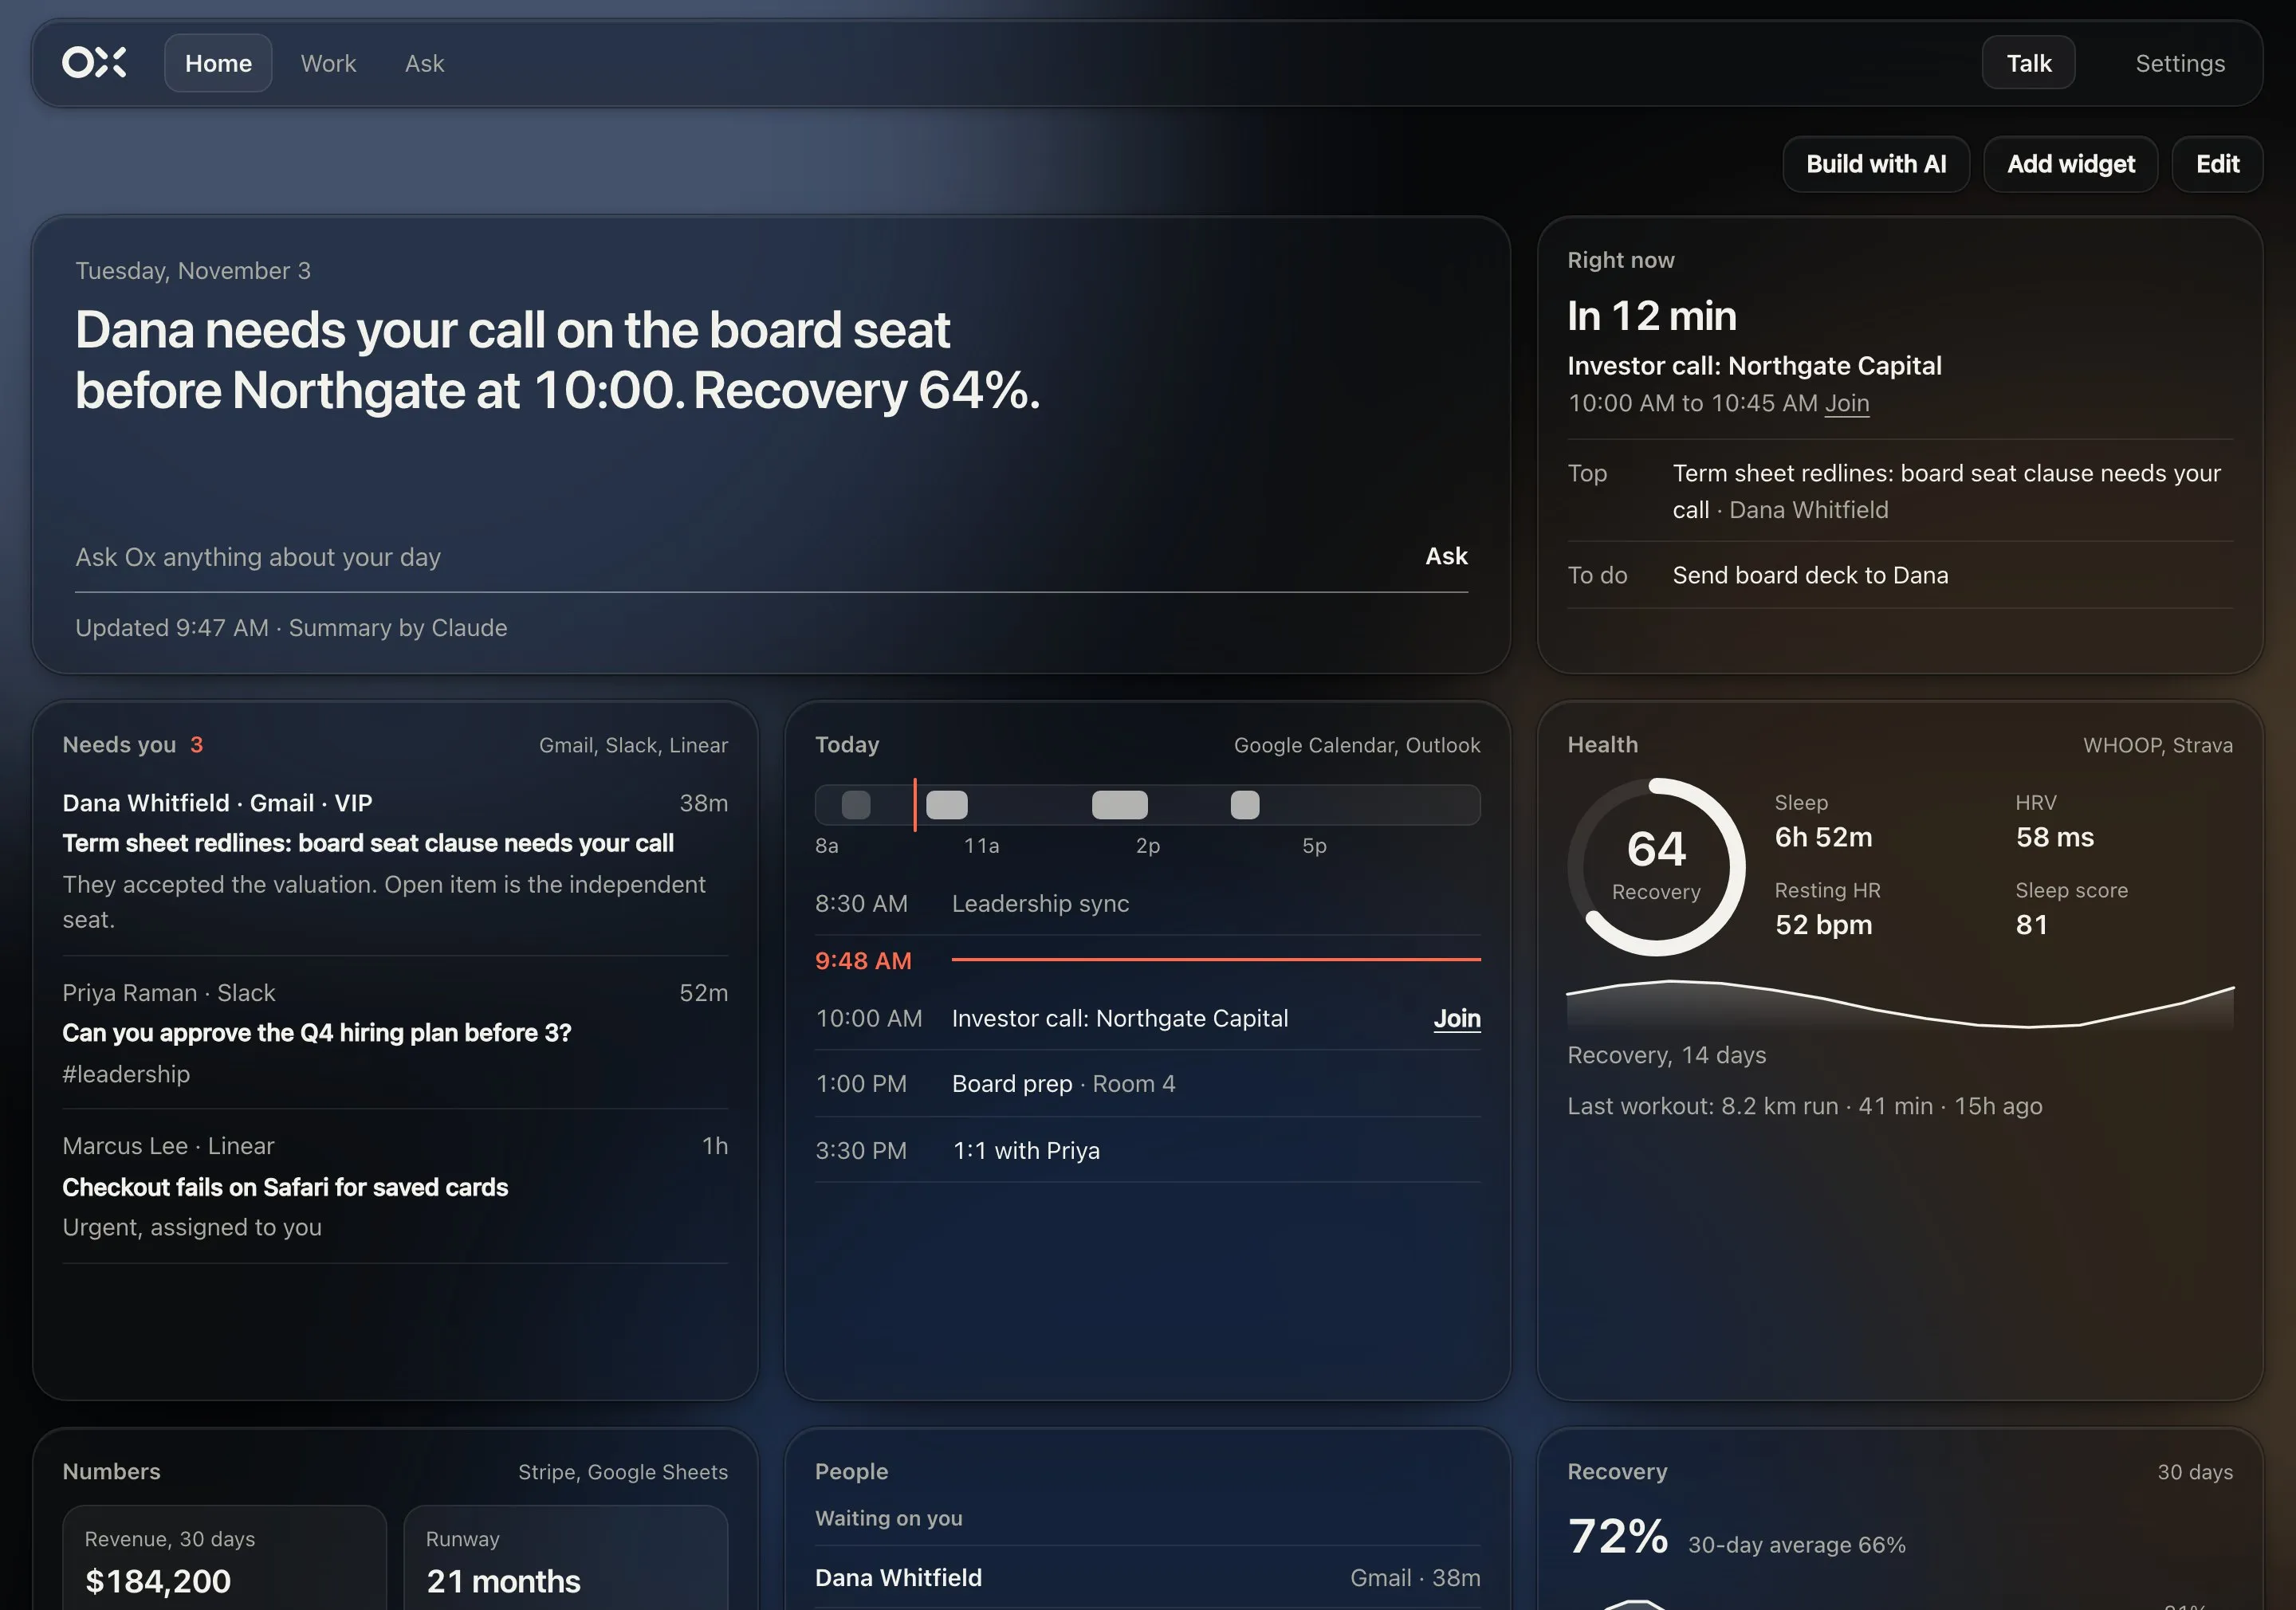 OX
Home
Work
Ask
Talk
Settings
Build with AI
Add widget
Edit
Tuesday, November 3
Dana needs your call on the board seat
before Northgate at 10:00. Recovery 64%.
Ask Ox anything about your day
Ask
Updated 9:47 AM · Summary by Claude
Right now
In 12 min
Investor call: Northgate Capital
10:00 AM to 10:45 AM Join
Top
Term sheet redlines: board seat clause needs your
call · Dana Whitfield
To do
Send board deck to Dana
Needs you 3
Gmail, Slack, Linear
Dana Whitfield · Gmail · VIP
38m
Term sheet redlines: board seat clause needs your call
They accepted the valuation. Open item is the independent
seat.
Priya Raman · Slack
52m
Can you approve the Q4 hiring plan before 3?
#leadership
Marcus Lee · Linear
1h
Checkout fails on Safari for saved cards
Urgent, assigned to you
Today
Google Calendar, Outlook
8a
11a
2p
5p
8:30 AM
Leadership sync
9:48 AM
10:00 AM
Investor call: Northgate Capital
Join
1:00 PM
Board prep · Room 4
3:30 PM
1:1 with Priya
Health
WHOOP, Strava
64
Recovery
Sleep
6h 52m
HRV
58 ms
Resting HR
52 bpm
Sleep score
81
Recovery, 14 days
Last workout: 8.2 km run · 41 min · 15h ago
Numbers
Stripe, Google Sheets
Revenue, 30 days
$184,200
Runway
21 months
People
Waiting on you
Dana Whitfield
Gmail · 38m
Recovery
30 days
72%
30-day average 66%